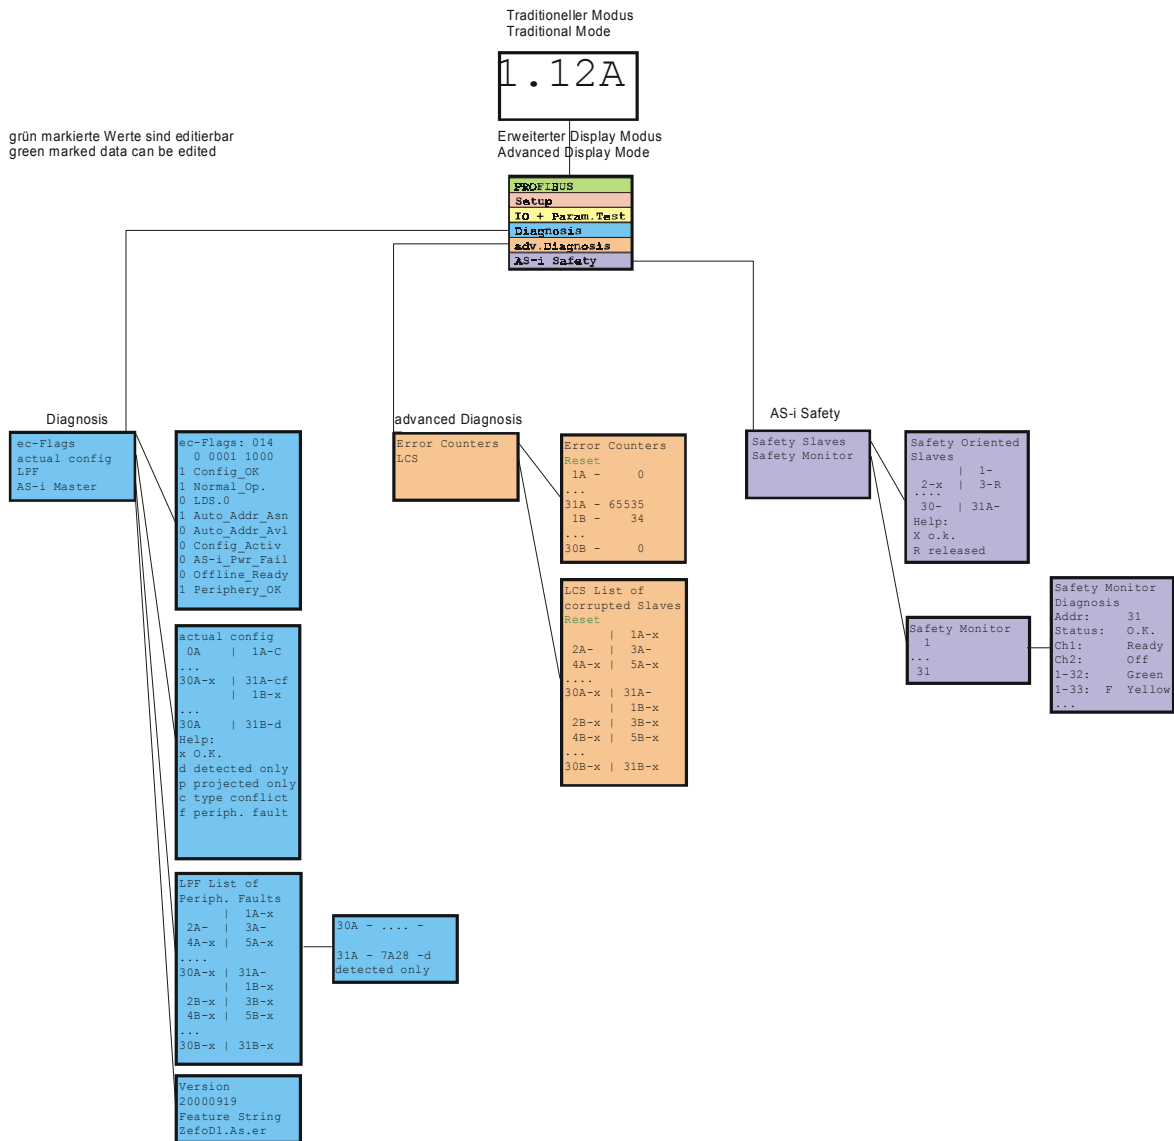 Traditioneller Modus
Traditional Mode
1.12A
grün markierte Werte sind editierbar
green marked data can be edited
Erweiterter Display Modus
Advanced Display Mode
PROFIBUS
Setup
IO + Param.Test
Diagnosis
adv.Diagnosis
AS-i Safety
Diagnosis
ec-Flags
actual config
LPF
AS-i Master
ec-Flags: 014
0 0001 1000
1 Config_OK
1 Normal_Op.
0 LDS.0
1 Auto_Addr_Asn
0 Auto_Addr_Avl
0 Config_Activ
0 AS-i_Pwr_Fail
0 Offline_Ready
1 Periphery_OK
actual config
0A | 1A-C
...
30A-x | 31A-cf
| 1B-x
...
30A | 31B-d
Help:
x O.K.
d detected only
p projected only
c type conflict
f periph. fault
LPF List of
Periph. Faults
| 1A-x
2A- | 3A-
4A-x | 5A-x
....
30A-x | 31A-
| 1B-x
2B-x | 3B-x
4B-x | 5B-x
...
30B-x | 31B-x
30A - .... -
31A - 7A28 -d
detected only
Version
20000919
Feature String
ZefoD1.As.er
advanced Diagnosis
Error Counters
LCS
Error Counters
Reset
1A - 0
...
31A - 65535
1B - 34
...
30B - 0
LCS List of
corrupted Slaves
Reset
| 1A-x
2A- | 3A-
4A-x | 5A-x
....
30A-x | 31A-
| 1B-x
2B-x | 3B-x
4B-x | 5B-x
...
30B-x | 31B-x
AS-i Safety
Safety Slaves
Safety Monitor
Safety Oriented
Slaves
| 1-
2-x | 3-R
....
30- | 31A-
Help:
X o.k.
R released
Safety Monitor
1
...
31
Safety Monitor
Diagnosis
Addr: 31
Status: O.K.
Ch1: Ready
Ch2: Off
1-32: Green
1-33: F Yellow
...